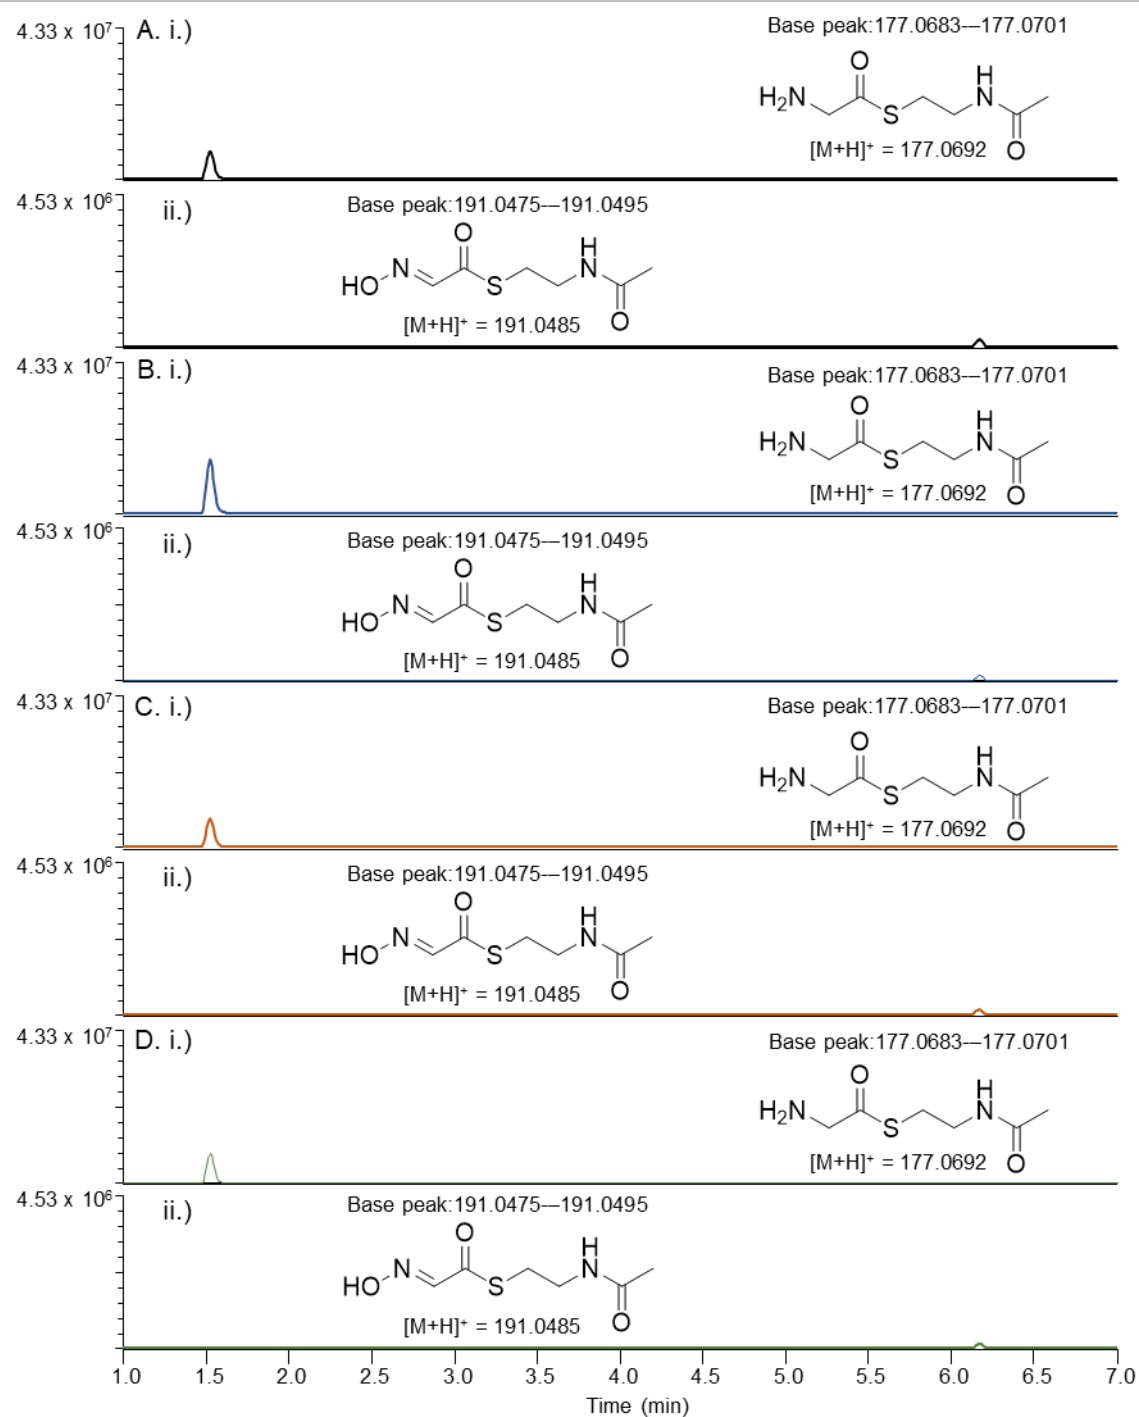 4.33 x 10⁷
A. i.)
Base peak:177.0683-–177.0701
O
H
H₂N
N
S
[M+H]⁺ = 177.0692
O
4.53 x 10⁶
ii.)
Base peak:191.0475-–191.0495
O
H
N
N
HO
S
[M+H]⁺ = 191.0485
O
4.33 x 10⁷
B. i.)
Base peak:177.0683-–177.0701
O
H
H₂N
N
S
[M+H]⁺ = 177.0692
O
4.53 x 10⁶
ii.)
Base peak:191.0475-–191.0495
O
H
N
N
HO
S
[M+H]⁺ = 191.0485
O
4.33 x 10⁷
C. i.)
Base peak:177.0683-–177.0701
O
H
H₂N
N
S
[M+H]⁺ = 177.0692
O
4.53 x 10⁶
ii.)
Base peak:191.0475-–191.0495
O
H
N
N
HO
S
[M+H]⁺ = 191.0485
O
4.33 x 10⁷
D. i.)
Base peak:177.0683-–177.0701
O
H
H₂N
N
S
[M+H]⁺ = 177.0692
O
4.53 x 10⁶
ii.)
Base peak:191.0475-–191.0495
O
H
N
N
HO
S
[M+H]⁺ = 191.0485
O
1.0 1.5 2.0 2.5 3.0 3.5 4.0 4.5 5.0 5.5 6.0 6.5 7.0
Time (min)